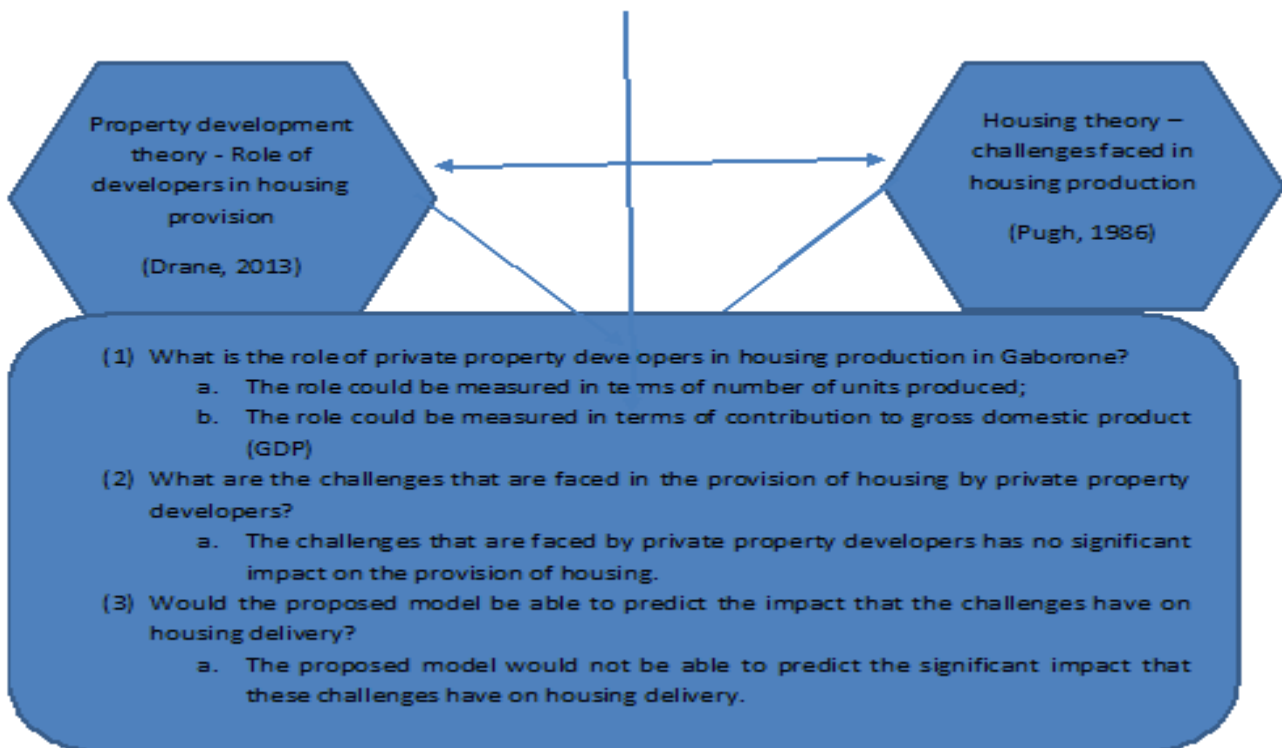 Property development
theory - Role of
developers in housing
provision
(Drane, 2013)
Housing theory –
challenges faced in
housing production
(Pugh, 1986)
(1) What is the role of private property developers in housing production in Gaborone?
a. The role could be measured in terms of number of units produced;
b. The role could be measured in terms of contribution to gross domestic product
(GDP)
(2) What are the challenges that are faced in the provision of housing by private property
developers?
a. The challenges that are faced by private property developers has no significant
impact on the provision of housing.
(3) Would the proposed model be able to predict the impact that the challenges have on
housing delivery?
a. The proposed model would not be able to predict the significant impact that
these challenges have on housing delivery.